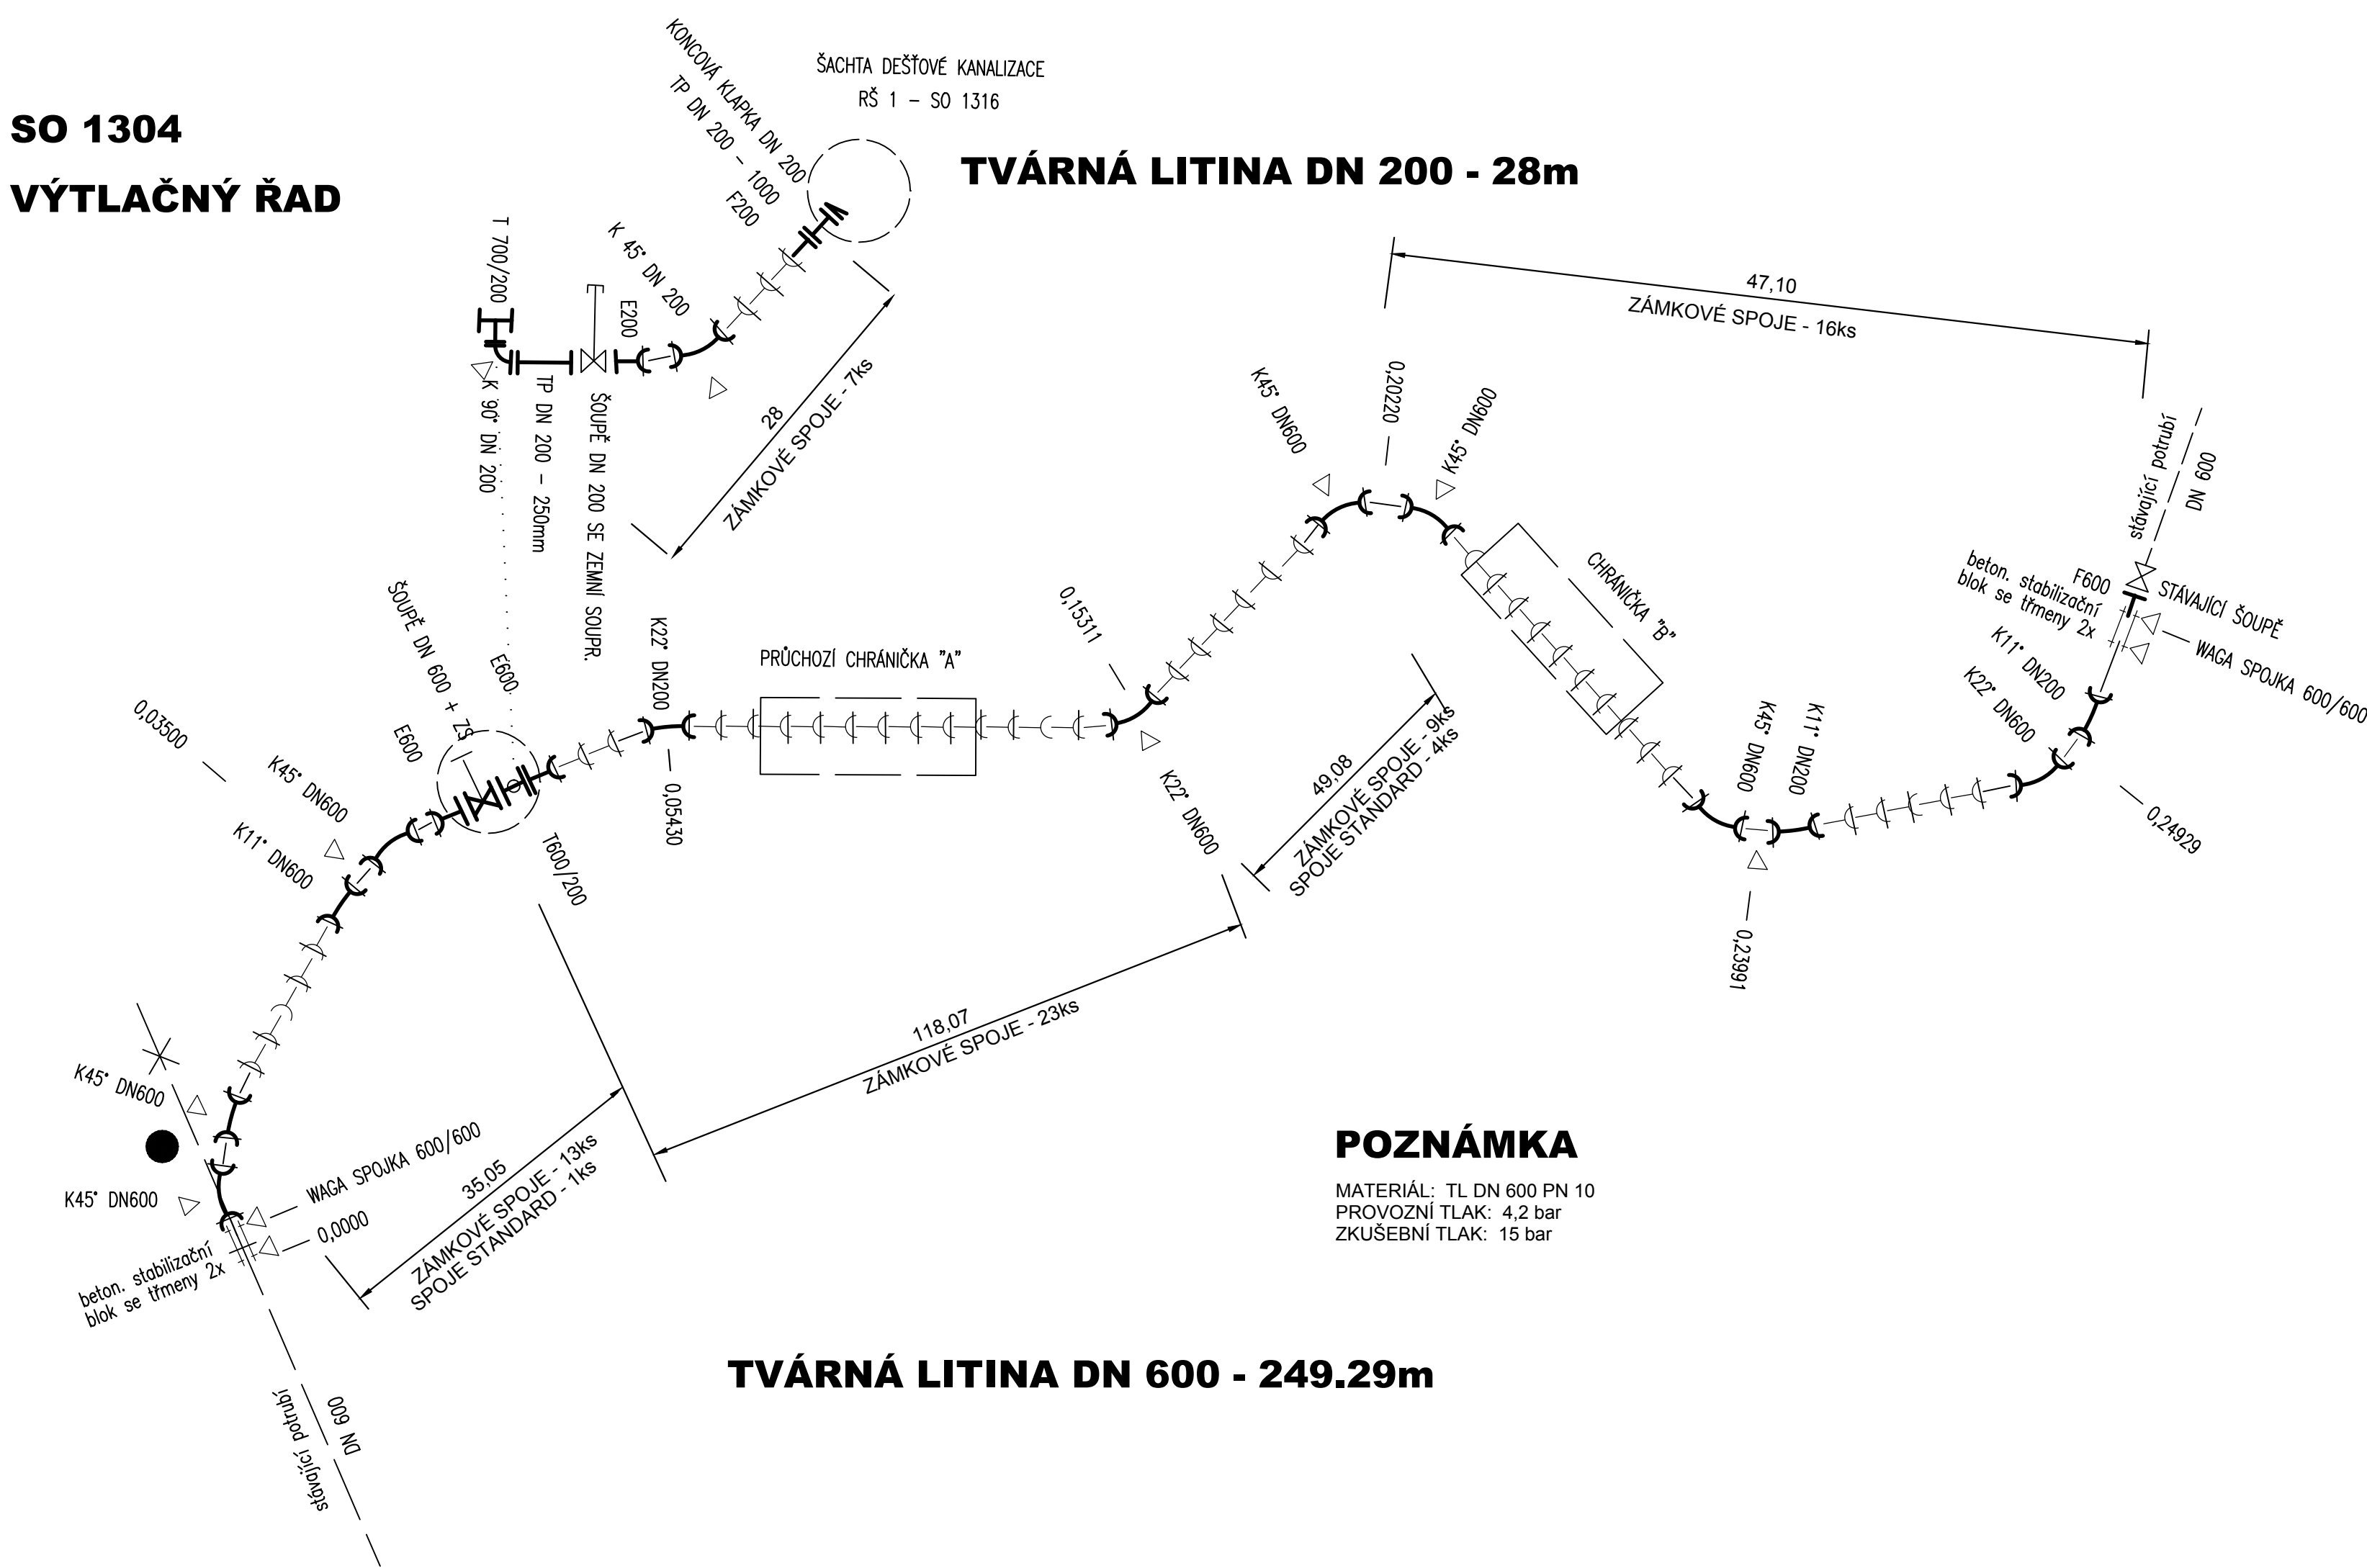 SO 1304
VÝTLAČNÝ ŘAD
KONCOVÁ KLAPKA DN 200
TP DN 200 - 1000
F200
ŠACHTA DEŠŤOVÉ KANALIZACE
RŠ 1 - SO 1316
TVÁRNÁ LITINA DN 200 - 28m
T 700/200
K 90° DN 200
TP DN 200 - 250mm
ŠOUPĚ DN 200 SE ZEMNÍ SOUPR.
E200
K 45° DN 200
28
ZÁMKOVÉ SPOJE - 7ks
47,10
ZÁMKOVÉ SPOJE - 16ks
K45° DN600
0,20220
K45° DN600
CHRÁNIČKA "B"
stávající potrubí
DN 600
beton. stabilizační
blok se třmeny 2x
F600
STÁVAJÍCÍ ŠOUPĚ
WAGA SPOJKA 600/600
K11° DN200
K22° DN600
0,24929
K45° DN600
K11° DN200
0,23991
0,03500
K45° DN600
K11° DN600
ŠOUPĚ DN 600 + ZS
E600
E600
T600/200
K22° DN200
0,05430
PRŮCHOZÍ CHRÁNIČKA "A"
0,15311
K22° DN600
49,08
ZÁMKOVÉ SPOJE - 9ks
SPOJE STANDARD - 4ks
118,07
ZÁMKOVÉ SPOJE - 23ks
K45° DN600
K45° DN600
WAGA SPOJKA 600/600
0,0000
beton. stabilizační
blok se třmeny 2x
35,05
ZÁMKOVÉ SPOJE - 13ks
SPOJE STANDARD - 1ks
stávající potrubí
DN 600
POZNÁMKA
MATERIÁL: TL DN 600 PN 10
PROVOZNÍ TLAK: 4,2 bar
ZKUŠEBNÍ TLAK: 15 bar
TVÁRNÁ LITINA DN 600 - 249.29m